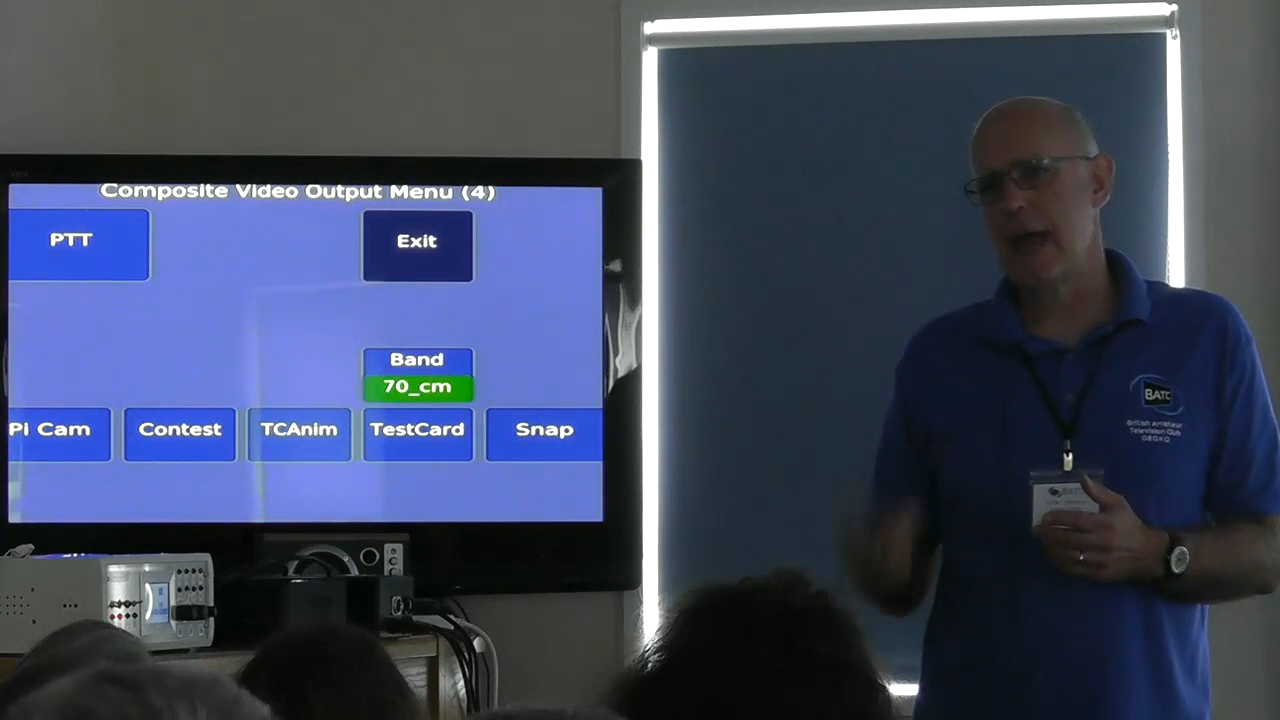 Composite Video Output Menu (4)
PTT
Exit
Band
70_cm
Pi Cam
Contest
TCAnim
TestCard
Snap
BATC
British Amateur
Television Club
BATC